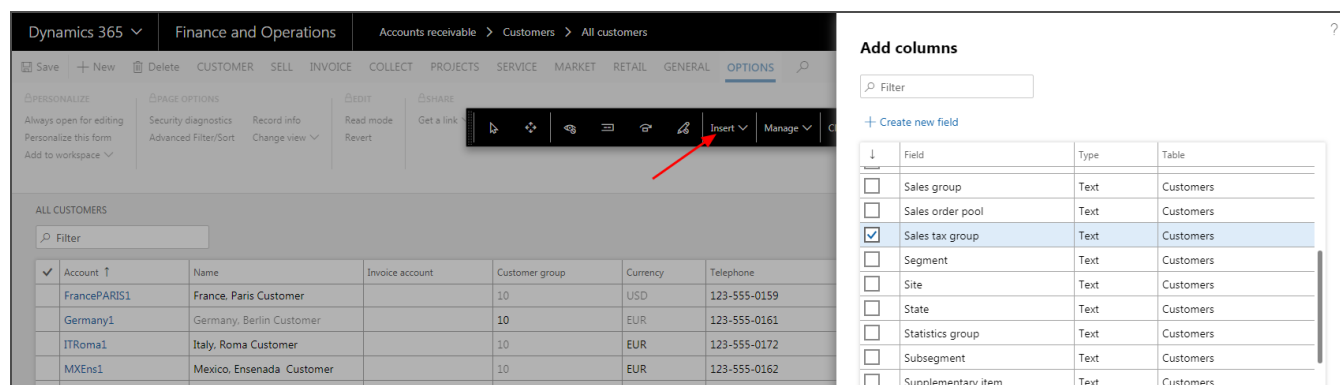 Dynamics 365 Finance and Operations Accounts receivable > Customers > All customers
Save + New Delete CUSTOMER SELL INVOICE COLLECT PROJECTS SERVICE MARKET RETAIL GENERAL OPTIONS
PERSONALIZE PAGE OPTIONS EDIT SHARE
Always open for editing Security diagnostics Record info Read mode Get a link
Personalize this form Advanced Filter/Sort Change view Revert
Add to workspace
Insert Manage
ALL CUSTOMERS
Filter
Account ↑ Name Invoice account Customer group Currency Telephone
FrancePARIS1 France, Paris Customer 10 USD 123-555-0159
Germany1 Germany, Berlin Customer 10 EUR 123-555-0161
ITRoma1 Italy, Roma Customer 10 EUR 123-555-0172
MXEns1 Mexico, Ensenada Customer 10 EUR 123-555-0162
?
Add columns
Filter
+ Create new field
↓ Field Type Table
Sales group Text Customers
Sales order pool Text Customers
Sales tax group Text Customers
Segment Text Customers
Site Text Customers
State Text Customers
Statistics group Text Customers
Subsegment Text Customers
Supplementary item Text Customers